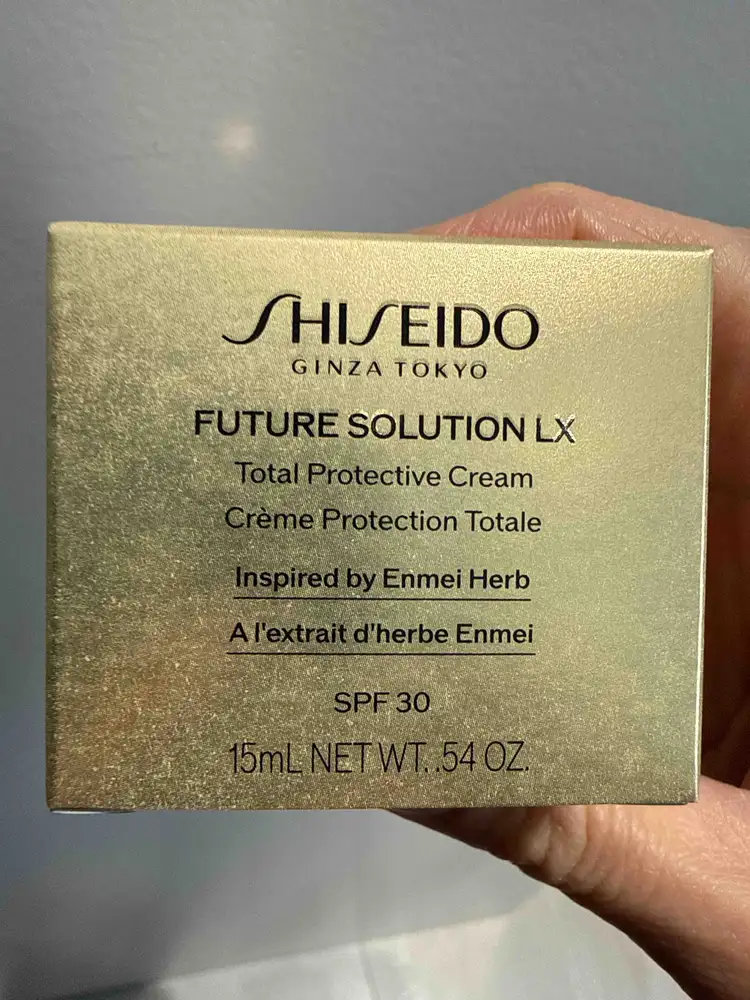 SHISEIDO
GINZA TOKYO
FUTURE SOLUTION LX
Total Protective Cream
Crème Protection Totale
Inspired by Enmei Herb
A l'extrait d'herbe Enmei
SPF 30
15mL NET WT. .54 OZ.